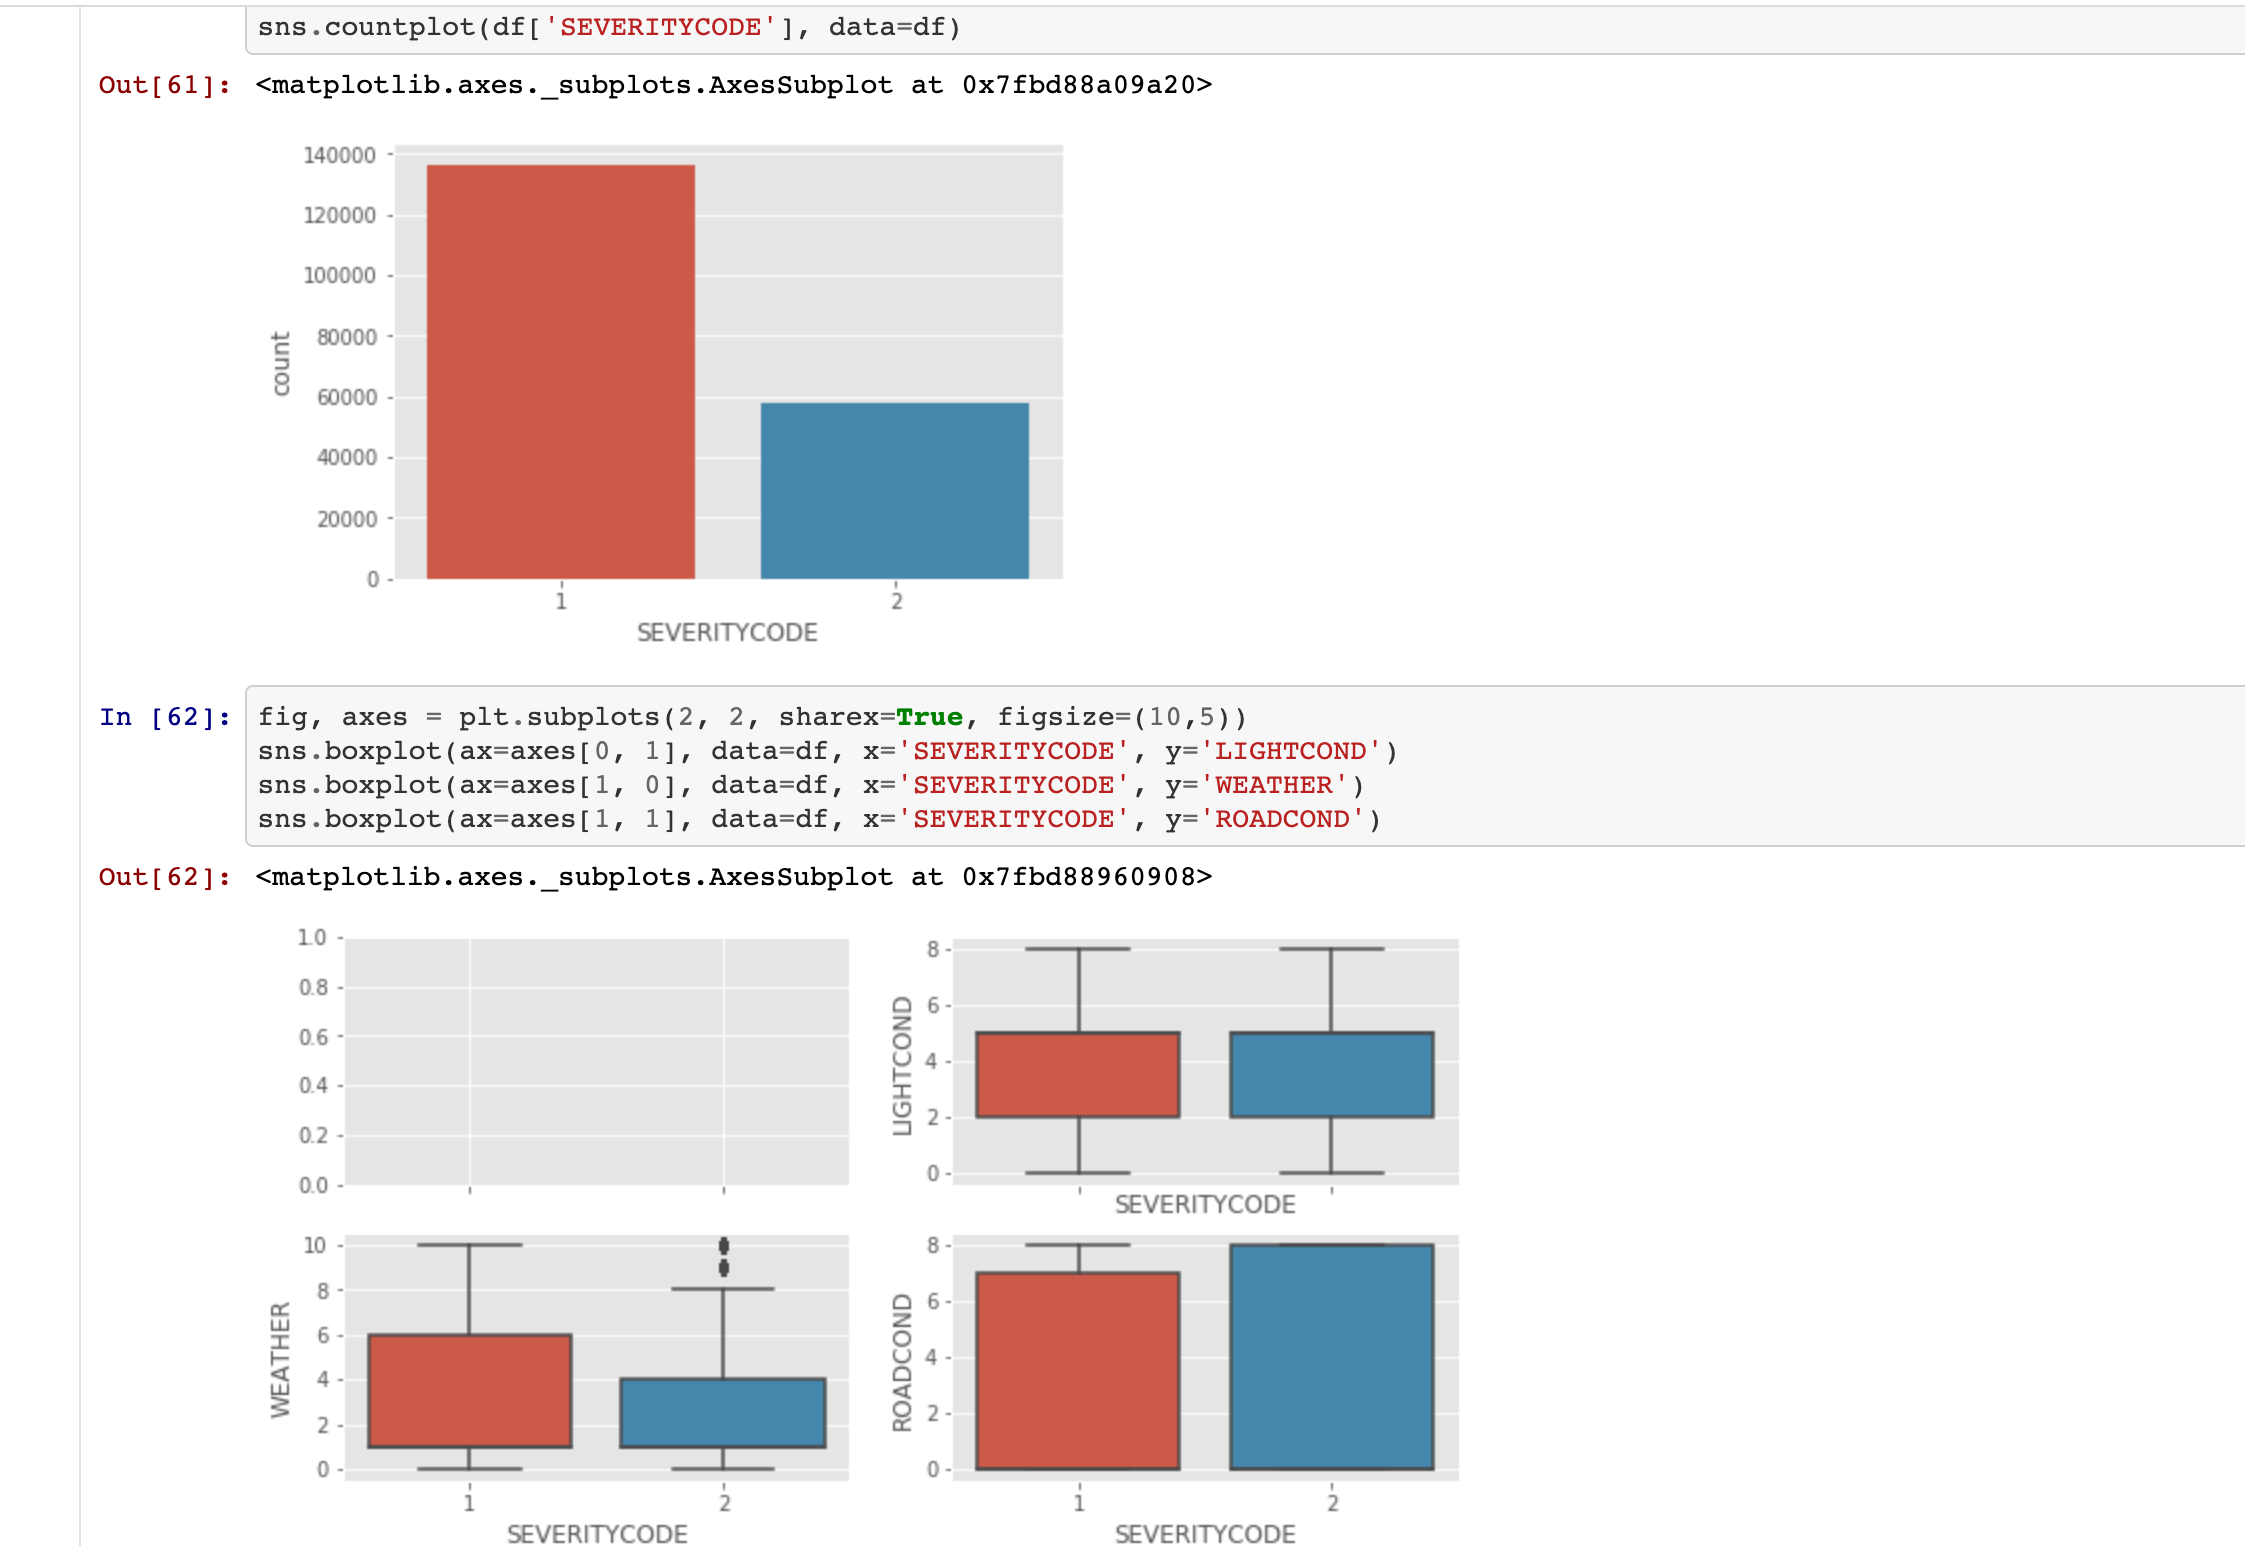 sns.countplot(df['SEVERITYCODE'], data=df)
Out[61]: <matplotlib.axes._subplots.AxesSubplot at 0x7fbd88a09a20>
140000
120000
100000
80000
60000
40000
20000
0
count
1 2
SEVERITYCODE
In [62]: fig, axes = plt.subplots(2, 2, sharex=True, figsize=(10,5))
sns.boxplot(ax=axes[0, 1], data=df, x='SEVERITYCODE', y='LIGHTCOND')
sns.boxplot(ax=axes[1, 0], data=df, x='SEVERITYCODE', y='WEATHER')
sns.boxplot(ax=axes[1, 1], data=df, x='SEVERITYCODE', y='ROADCOND')
Out[62]: <matplotlib.axes._subplots.AxesSubplot at 0x7fbd88960908>
1.0
0.8
0.6
0.4
0.2
0.0
8
6
4
2
0
LIGHTCOND
SEVERITYCODE
10
8
6
4
2
0
WEATHER
1 2
SEVERITYCODE
8
6
4
2
0
ROADCOND
1 2
SEVERITYCODE